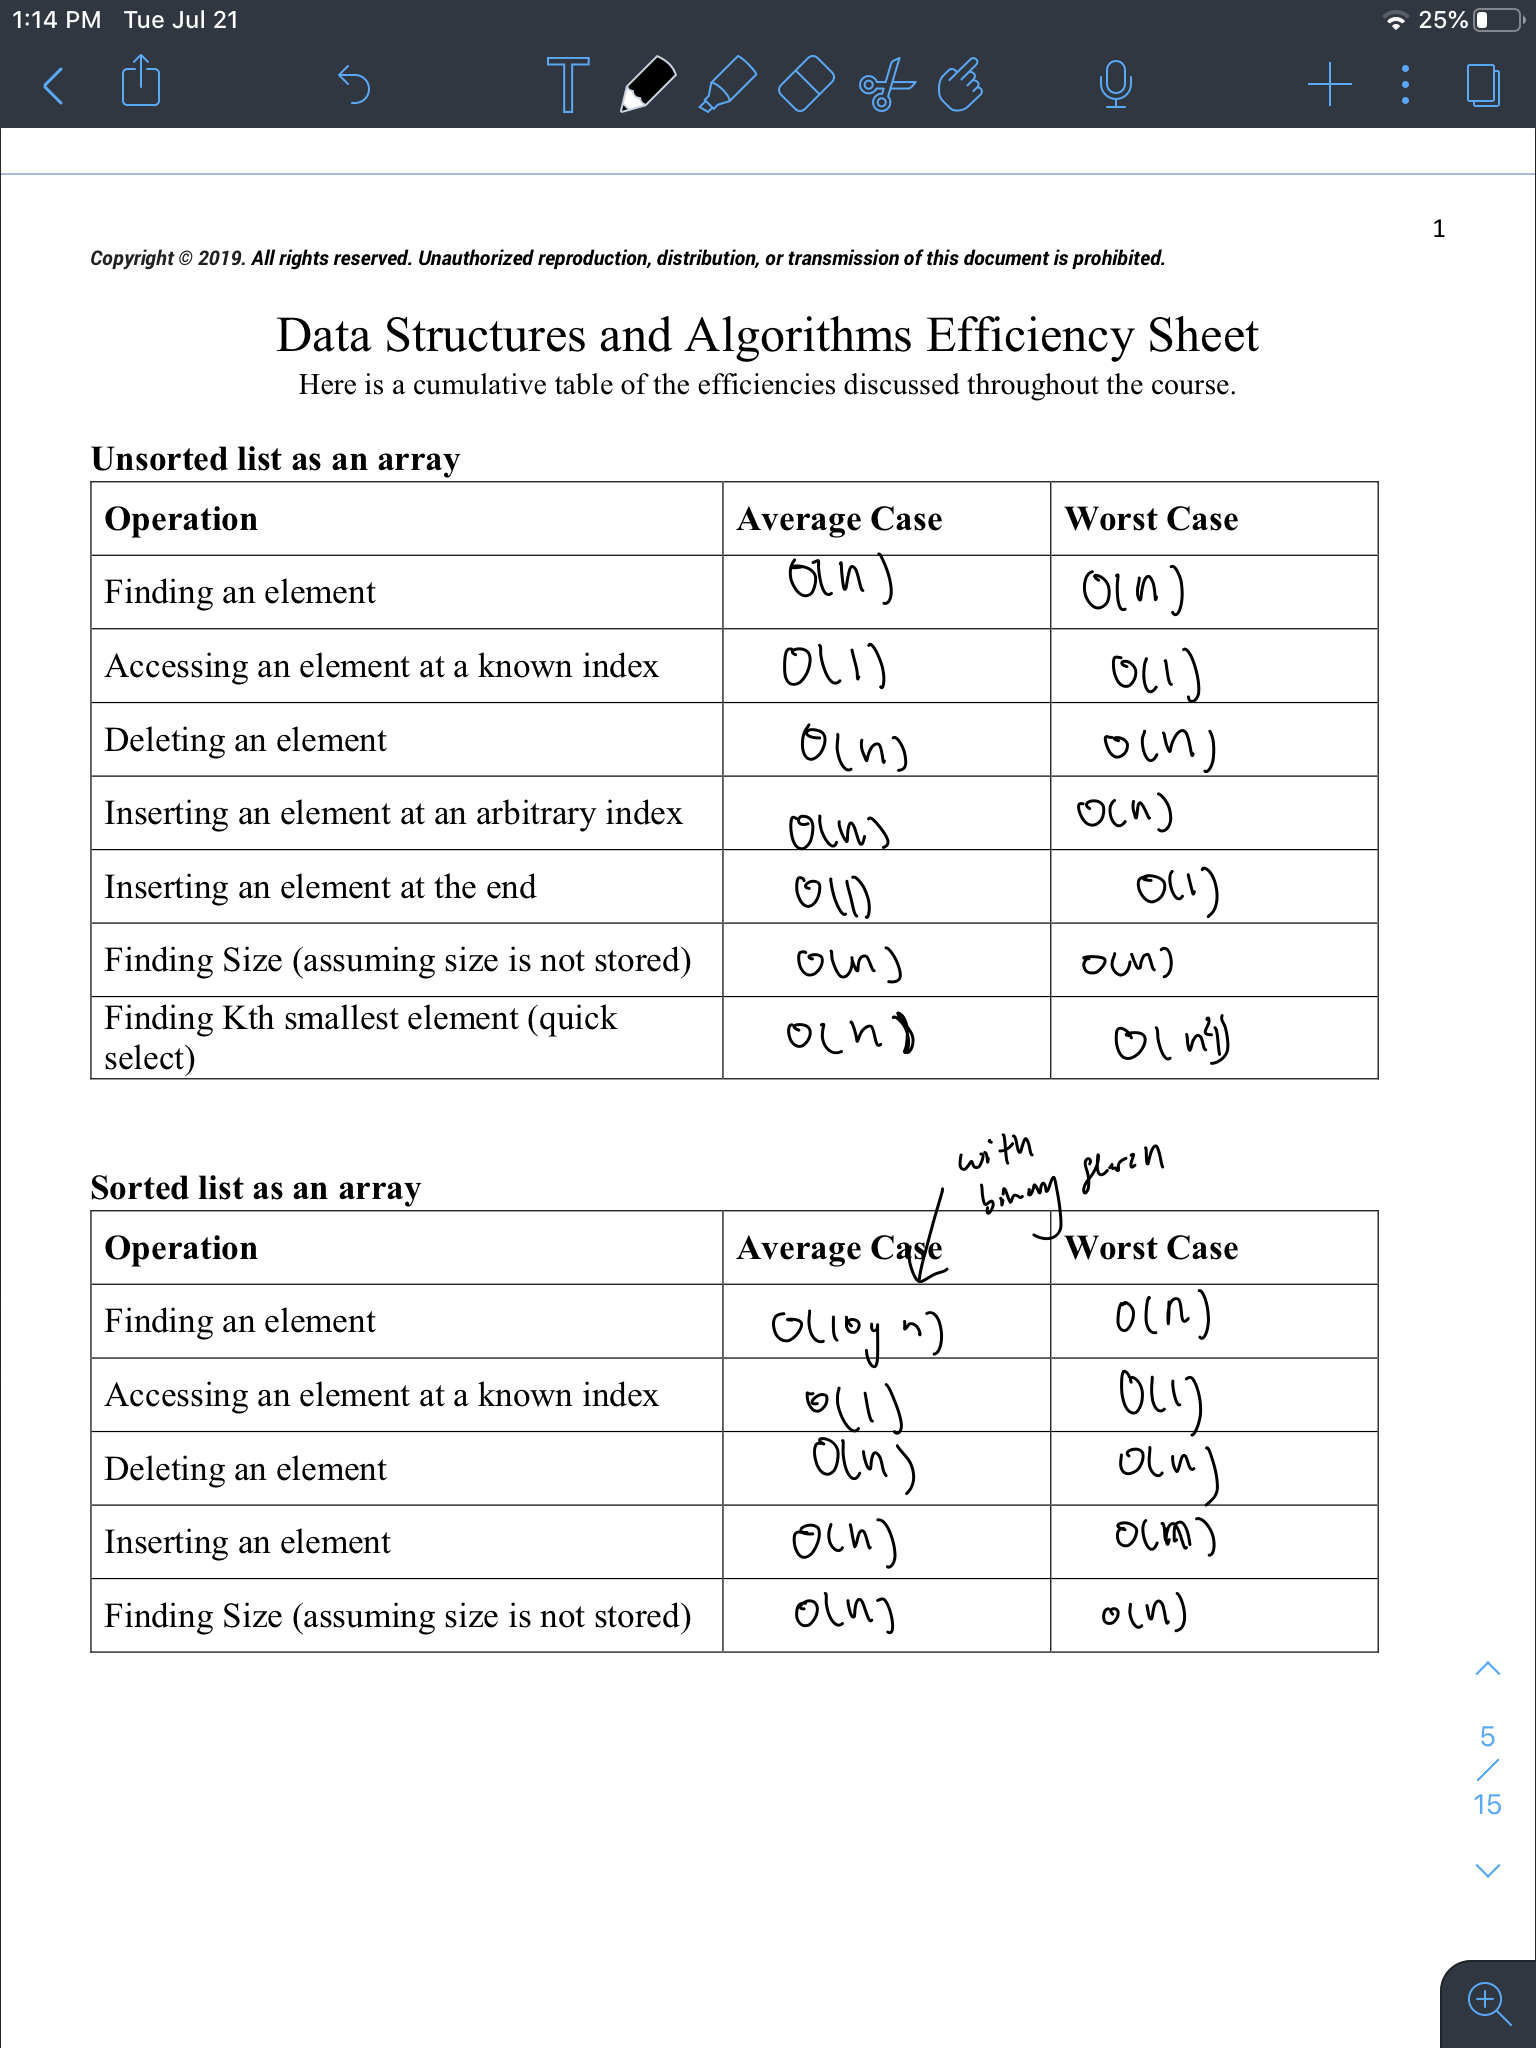 1:14 PM Tue Jul 21 25%
1
Copyright © 2019. All rights reserved. Unauthorized reproduction, distribution, or transmission of this document is prohibited.
Data Structures and Algorithms Efficiency Sheet
Here is a cumulative table of the efficiencies discussed throughout the course.
Unsorted list as an array
Operation Average Case Worst Case
Finding an element O(n) O(n)
Accessing an element at a known index O(1) O(1)
Deleting an element O(n) O(n)
Inserting an element at an arbitrary index O(n) O(n)
Inserting an element at the end O(1) O(1)
Finding Size (assuming size is not stored) O(n) O(n)
Finding Kth smallest element (quick
select) O(n) O(n²)
with
binary
Sorted list as an array
Operation Average Case Worst Case
Finding an element O(log n) O(n)
Accessing an element at a known index O(1) O(1)
Deleting an element O(n) O(n)
Inserting an element O(n) O(n)
Finding Size (assuming size is not stored) O(n) O(n)
5
/
15